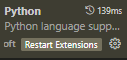 Python 139ms
Python language supp...
oft Restart Extensions